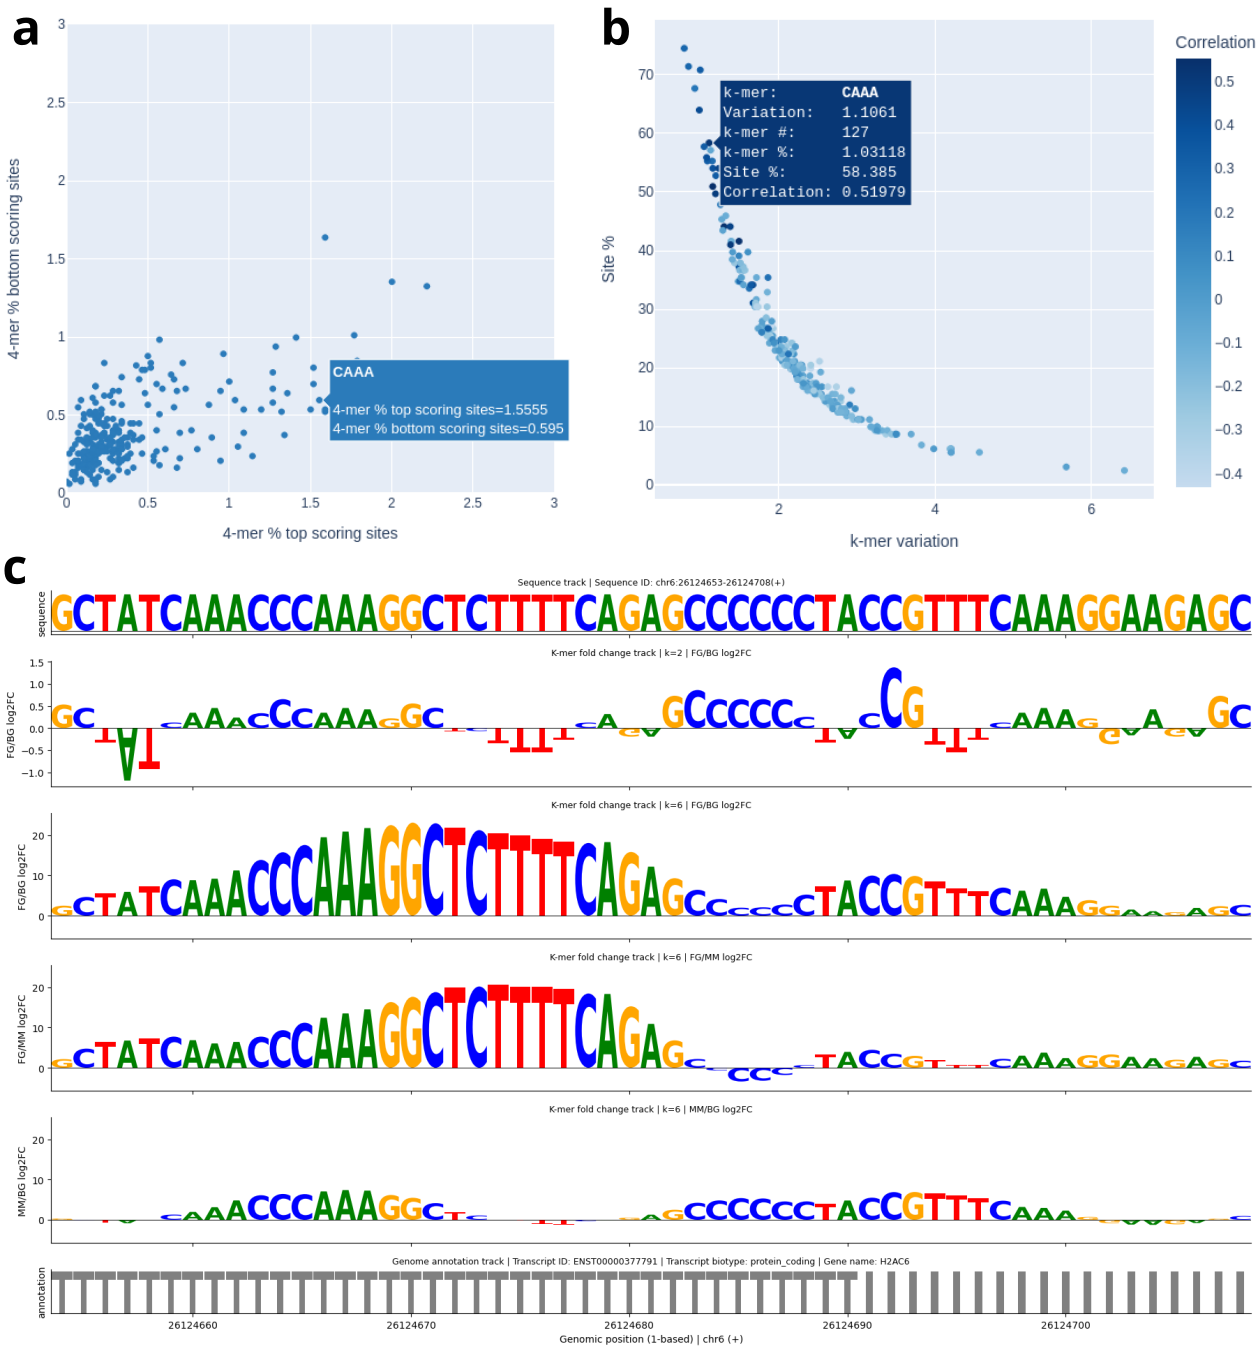 a
3
2.5
2
1.5
1
0.5
0
0 0.5 1 1.5 2 2.5 3
4-mer % bottom scoring sites
4-mer % top scoring sites
CAAA
4-mer % top scoring sites=1.5555
4-mer % bottom scoring sites=0.595
b
70
60
50
40
30
20
10
0
2 4 6
Site %
k-mer variation
k-mer: CAAA
Variation: 1.1061
k-mer #: 127
k-mer %: 1.03118
Site %: 58.385
Correlation: 0.51979
Correlation
0.5
0.4
0.3
0.2
0.1
0
−0.1
−0.2
−0.3
−0.4
c
Sequence track | Sequence ID: chr6:26124653-26124708(+)
sequence
GCTATCAAACCCAAAGGCTCTTTTCAGAGCCCCCCTACCGTTTCAAAGGAAGAGC
K-mer fold change track | k=2 | FG/BG log2FC
FG/BG log2FC
1.5
1.0
0.5
0.0
−0.5
−1.0
GCTATCAAACCCAAAGGCTCTTTTCAGAGCCCCCCTACCGTTTCAAAGGAAGAGC
K-mer fold change track | k=6 | FG/BG log2FC
FG/BG log2FC
20
10
0
GCTATCAAACCCAAAGGCTCTTTTCAGAGCCCCCCTACCGTTTCAAAGGAAGAGC
K-mer fold change track | k=6 | FG/MM log2FC
FG/MM log2FC
20
10
0
GCTATCAAACCCAAAGGCTCTTTTCAGAGCCCCCCTACCGTTTCAAAGGAAGAGC
K-mer fold change track | k=6 | MM/BG log2FC
MM/BG log2FC
20
10
0
CAAACCCAAAGGCTCAGCCCCCCTACCGTTTCAAA
Genome annotation track | Transcript ID: ENST00000377791 | Transcript biotype: protein_coding | Gene name: H2AC6
annotation
TTTTTTTTTTTTTTTTTTTTTTTTTTTTTTTTTTTTT
26124660 26124670 26124680 26124690 26124700
Genomic position (1-based) | chr6 (+)